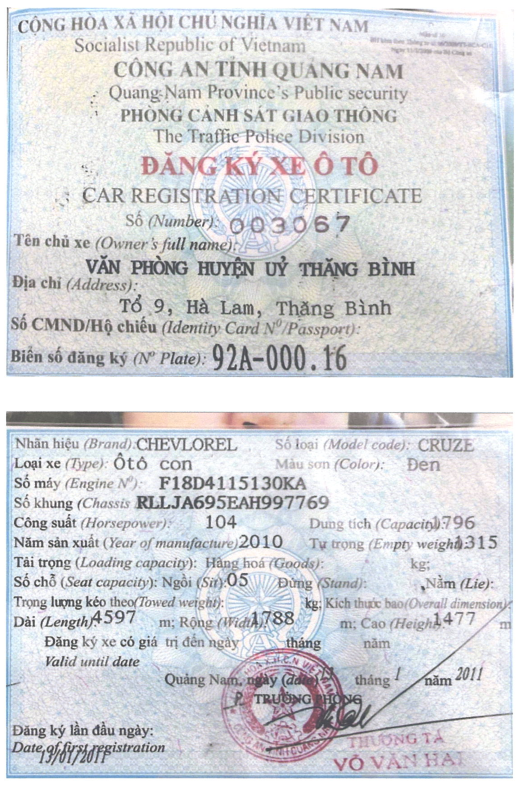 CỘNG HÒA XÃ HỘI CHỦ NGHĨA VIỆT NAM
Socialist Republic of Vietnam
CÔNG AN TỈNH QUANG NAM
Quang Nam Province's Public security
PHÒNG CẢNH SÁT GIAO THÔNG
The Traffic Police Division
ĐĂNG KÝ XE Ô TÔ
CAR REGISTRATION CERTIFICATE
Số (Number): 003067
Tên chủ xe (Owner's full name):
VĂN PHÒNG HUYỆN UỶ THĂNG BÌNH
Địa chỉ (Address):
Tổ 9, Hà Lam, Thăng Bình
Số CMND/Hộ chiếu (Identity Card Nº/Passport):
Biển số đăng ký (Nº Plate): 92A-000.16
Nhãn hiệu (Brand): CHEVLOREL Số loại (Model code): CRUZE
Loại xe (Type): Ôtô con Màu sơn (Color): Đen
Số máy (Engine Nº): F18D4115130KA
Số khung (Chassis RLLJA695EAH997769
Công suất (Horsepower): 104 Dung tích (Capacity) 1796
Năm sản xuất (Year of manufacture) 2010 Tự trọng (Empty weight) 1315
Tải trọng (Loading capacity): Hàng hoá (Goods): kg;
Số chỗ (Seat capacity): Ngồi (Sit): 05 Đứng (Stand): Nằm (Lie):
Trọng lượng kéo theo (Towed weight): kg; Kích thước bao (Overall dimension):
Dài (Length) 4597 m; Rộng (Width) 1788 m; Cao (Height) 1477 m
Đăng ký xe có giá trị đến ngày tháng năm
Valid until date
Quảng Nam, ngày (date) tháng 1 năm 2011
TRƯỞNG PHÒNG
Đăng ký lần đầu ngày:
Date of first registration
13/01/2011
THƯỢNG TÁ
VÕ VĂN HAI